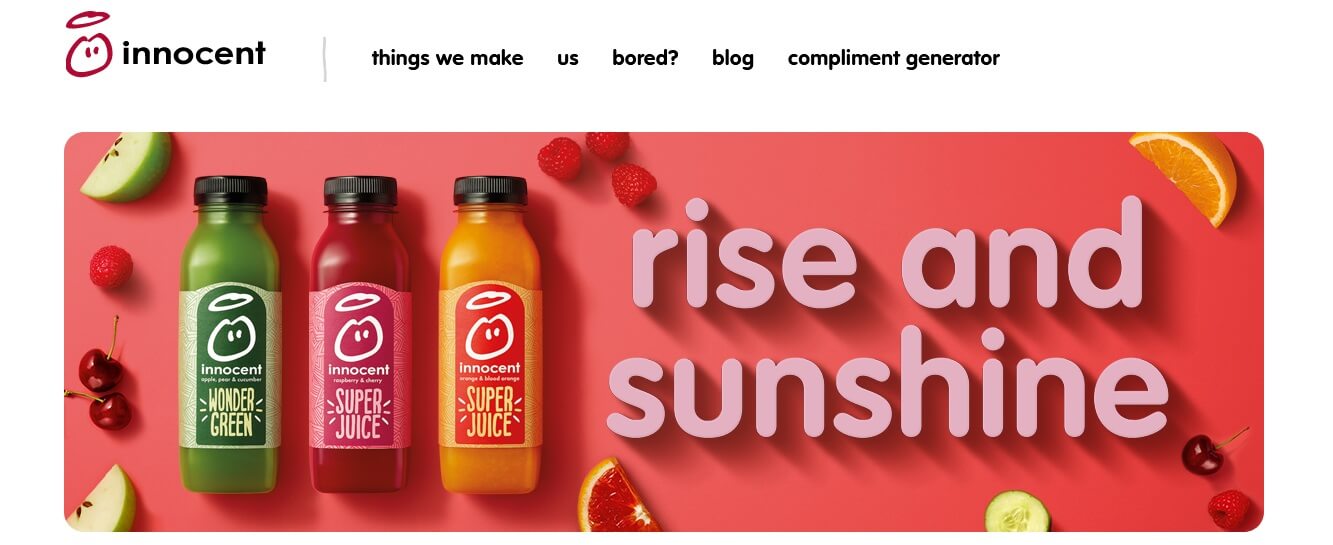 innocent
things we make us bored? blog compliment generator
rise and
sunshine
innocent
apple, pear & cucumber
WONDER
GREEN
innocent
raspberry & cherry
SUPER
JUICE
innocent
orange & blood orange
SUPER
JUICE